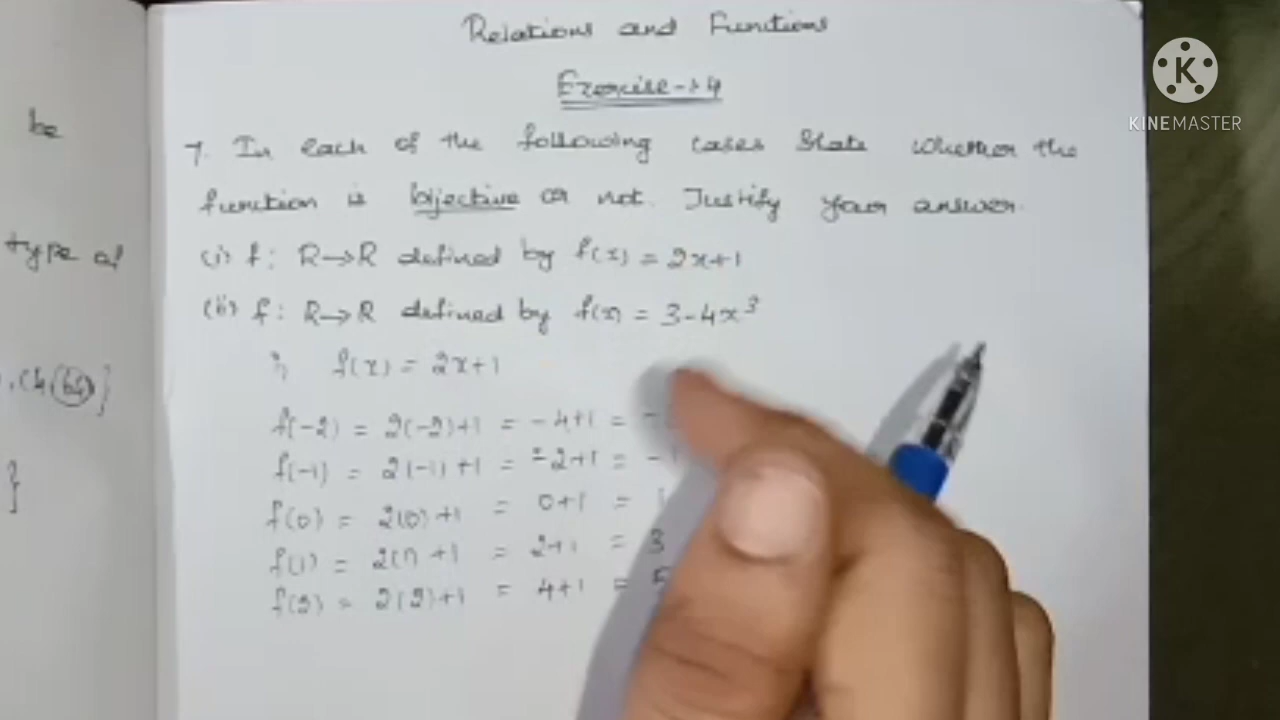 Relations and Functions
Exercise → 4
7. In each of the following cases state whether the
function is bijective or not. Justify your answer.
(i) f: R→R defined by f(x) = 2x+1
(ii) f: R→R defined by f(x) = 3-4x³
i, f(x) = 2x+1
f(-2) = 2(-2)+1 = -4+1 = -
f(-1) = 2(-1)+1 = -2+1 = -1
f(0) = 2(0)+1 = 0+1 = 1
f(1) = 2(1)+1 = 2+1 = 3
f(2) = 2(2)+1 = 4+1 = 5
be
type of
}
KINEMASTER